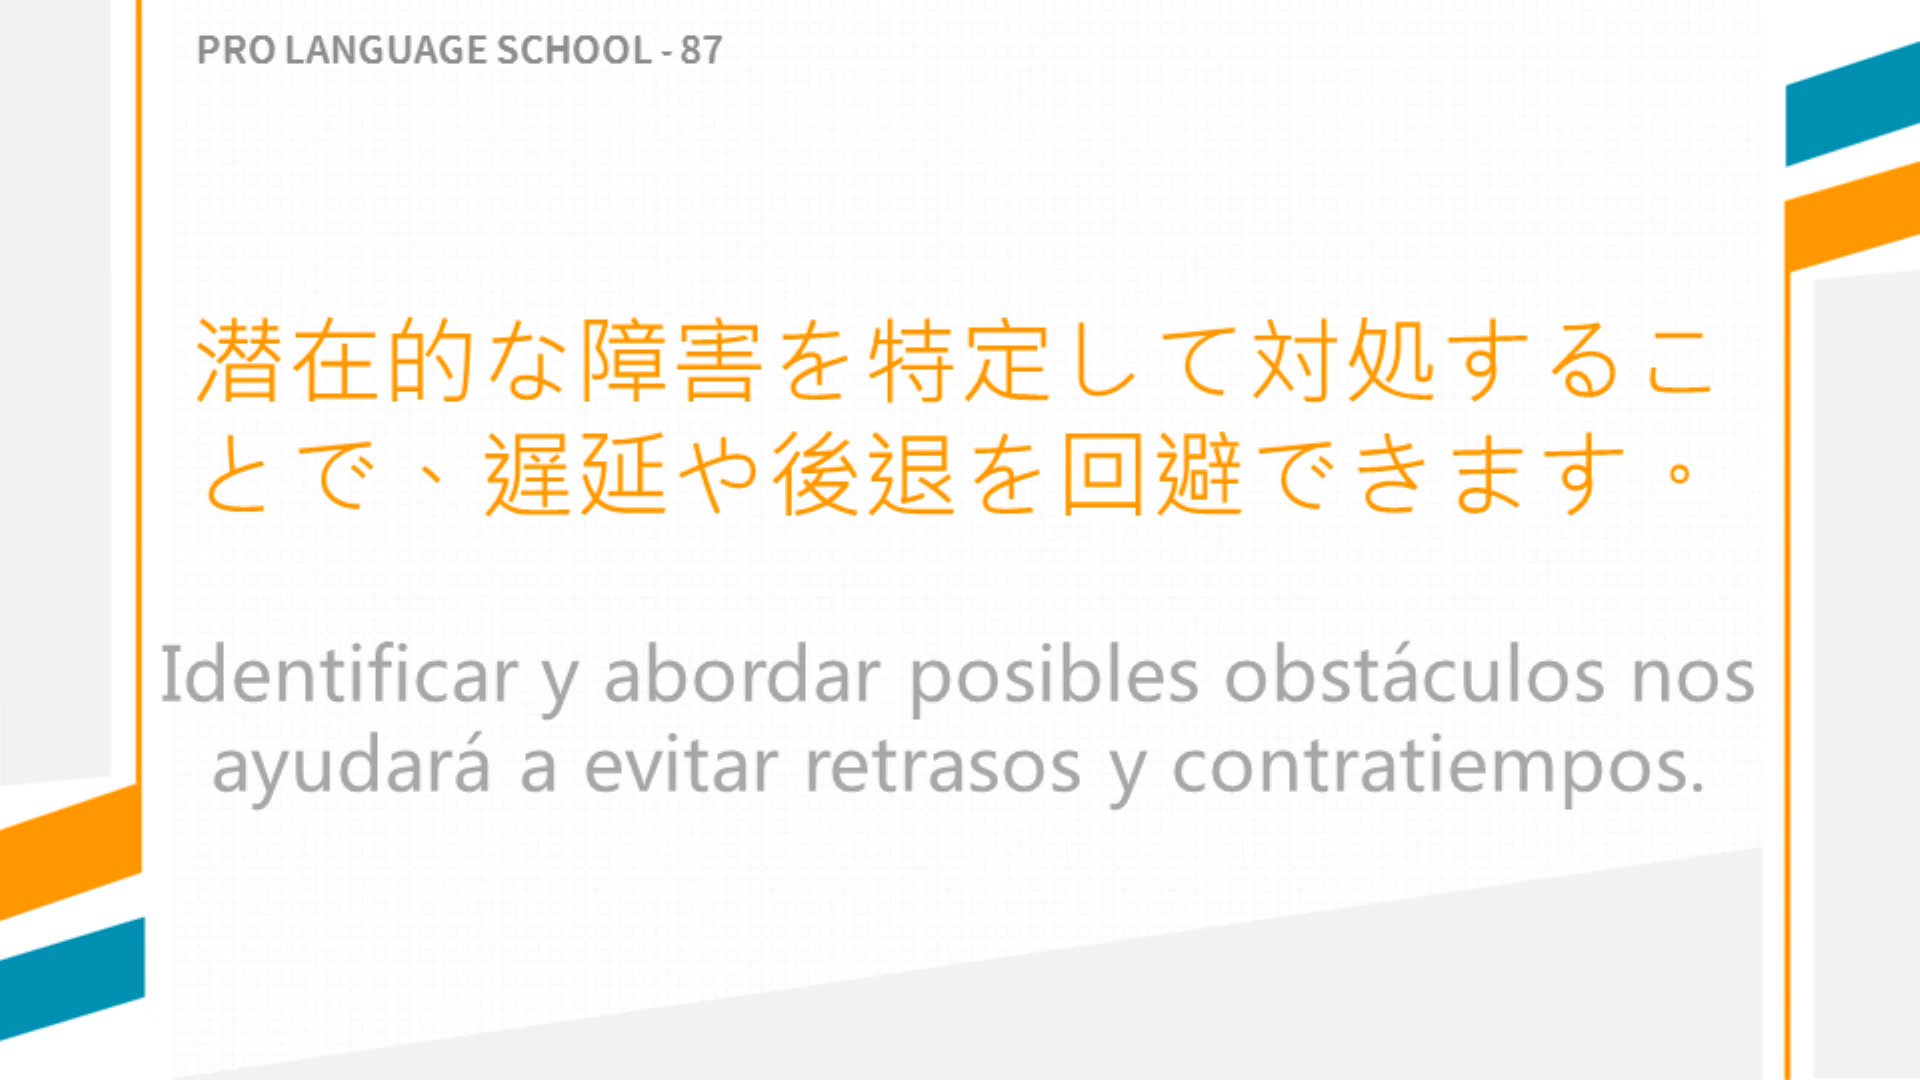 PRO LANGUAGE SCHOOL - 87
潜在的な障害を特定して対処するこ
とで、遅延や後退を回避できます。
Identificar y abordar posibles obstáculos nos
ayudará a evitar retrasos y contratiempos.